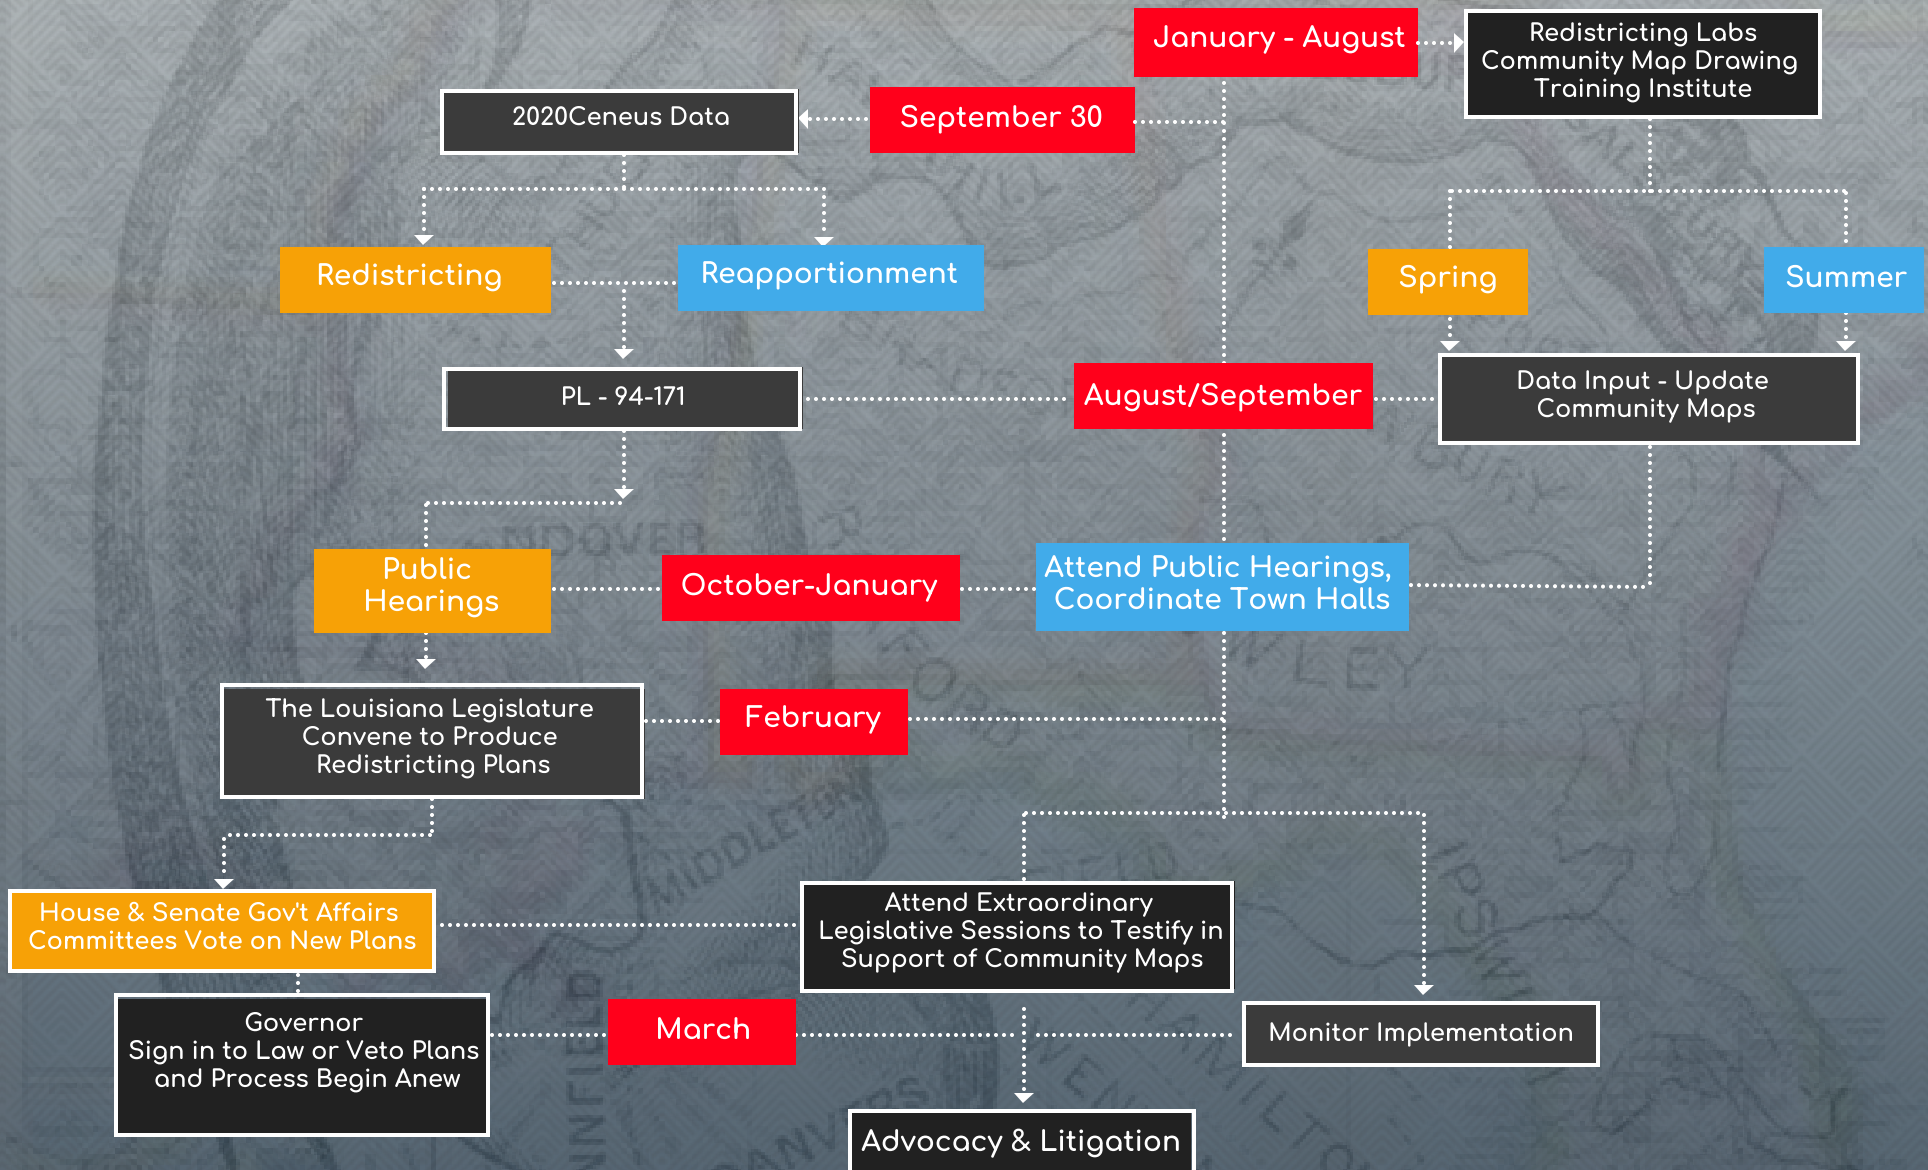 January - August
Redistricting Labs
Community Map Drawing
Training Institute
2020Ceneus Data
September 30
Redistricting
Reapportionment
Spring
Summer
PL - 94-171
August/September
Data Input - Update
Community Maps
Public
Hearings
October-January
Attend Public Hearings,
Coordinate Town Halls
The Louisiana Legislature
Convene to Produce
Redistricting Plans
February
House & Senate Gov't Affairs
Committees Vote on New Plans
Attend Extraordinary
Legislative Sessions to Testify in
Support of Community Maps
Governor
Sign in to Law or Veto Plans
and Process Begin Anew
March
Monitor Implementation
Advocacy & Litigation
MIDDLETON